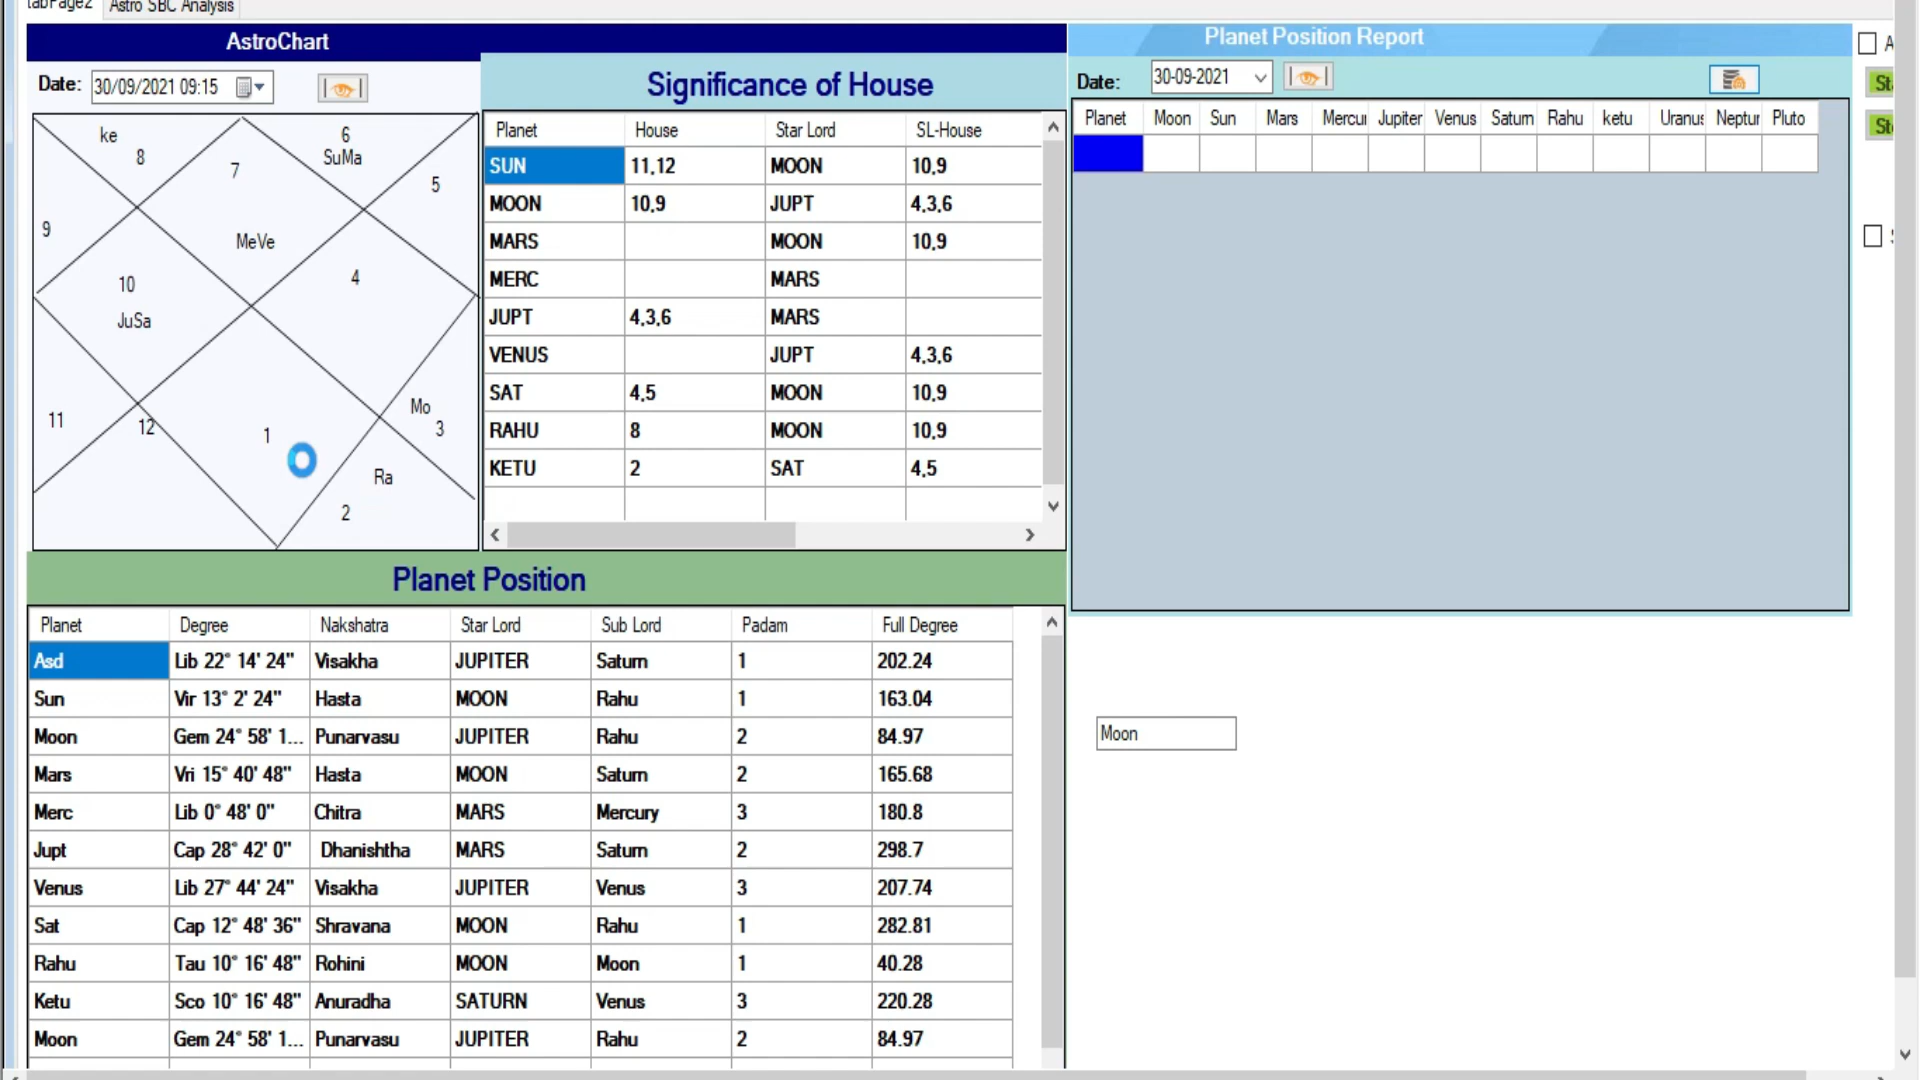 tabPage2 Astro SBC Analysis
AstroChart
Date: 30/09/2021 09:15
ke
8
7
6
SuMa
5
9
MeVe
10
4
JuSa
11
12
1
Mo
3
Ra
2
Significance of House
Planet House Star Lord SL-House
SUN 11,12 MOON 10,9
MOON 10,9 JUPT 4,3,6
MARS MOON 10,9
MERC MARS
JUPT 4,3,6 MARS
VENUS JUPT 4,3,6
SAT 4,5 MOON 10,9
RAHU 8 MOON 10,9
KETU 2 SAT 4,5
Planet Position Report
Date: 30-09-2021
Planet Moon Sun Mars Mercur Jupiter Venus Saturn Rahu ketu Uranus Neptur Pluto
A
St
St
Planet Position
Planet Degree Nakshatra Star Lord Sub Lord Padam Full Degree
Asd Lib 22° 14' 24" Visakha JUPITER Saturn 1 202.24
Sun Vir 13° 2' 24" Hasta MOON Rahu 1 163.04
Moon Gem 24° 58' 1... Punarvasu JUPITER Rahu 2 84.97
Mars Vri 15° 40' 48" Hasta MOON Saturn 2 165.68
Merc Lib 0° 48' 0" Chitra MARS Mercury 3 180.8
Jupt Cap 28° 42' 0" Dhanishtha MARS Saturn 2 298.7
Venus Lib 27° 44' 24" Visakha JUPITER Venus 3 207.74
Sat Cap 12° 48' 36" Shravana MOON Rahu 1 282.81
Rahu Tau 10° 16' 48" Rohini MOON Moon 1 40.28
Ketu Sco 10° 16' 48" Anuradha SATURN Venus 3 220.28
Moon Gem 24° 58' 1... Punarvasu JUPITER Rahu 2 84.97
Moon